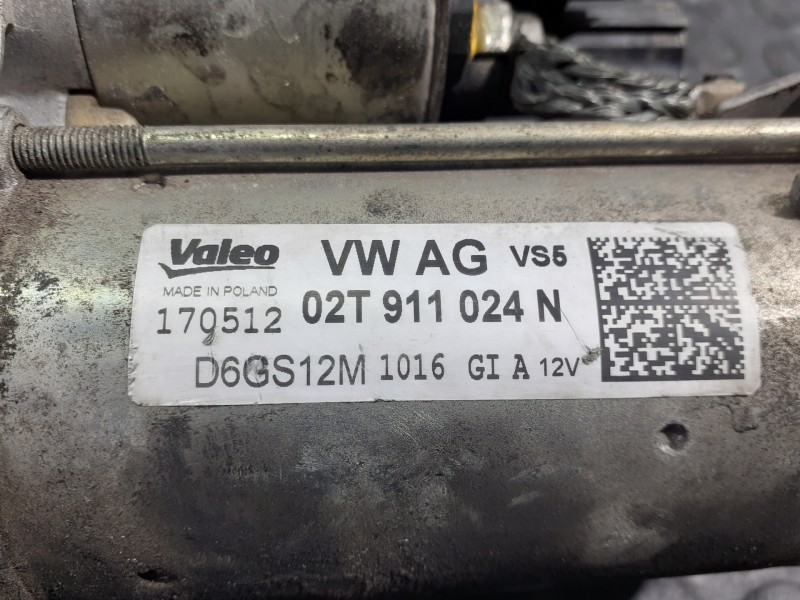 Valeo VW AG VS5
MADE IN POLAND
170512 02T 911 024 N
D6GS12M 1016 GI A 12V